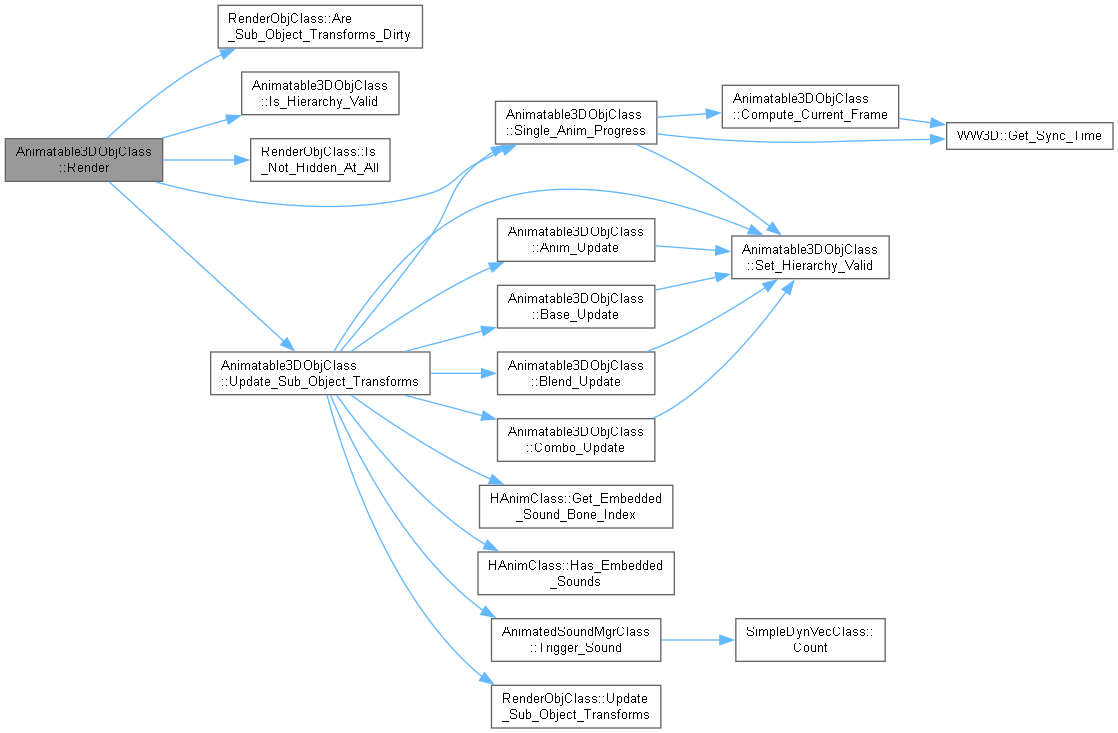 RenderObjClass::Are
_Sub_Object_Transforms_Dirty
Animatable3DObjClass
::Is_Hierarchy_Valid
Animatable3DObjClass
::Render
RenderObjClass::Is
_Not_Hidden_At_All
Animatable3DObjClass
::Single_Anim_Progress
Animatable3DObjClass
::Compute_Current_Frame
WW3D::Get_Sync_Time
Animatable3DObjClass
::Anim_Update
Animatable3DObjClass
::Set_Hierarchy_Valid
Animatable3DObjClass
::Base_Update
Animatable3DObjClass
::Update_Sub_Object_Transforms
Animatable3DObjClass
::Blend_Update
Animatable3DObjClass
::Combo_Update
HAnimClass::Get_Embedded
_Sound_Bone_Index
HAnimClass::Has_Embedded
_Sounds
AnimatedSoundMgrClass
::Trigger_Sound
SimpleDynVecClass::
Count
RenderObjClass::Update
_Sub_Object_Transforms